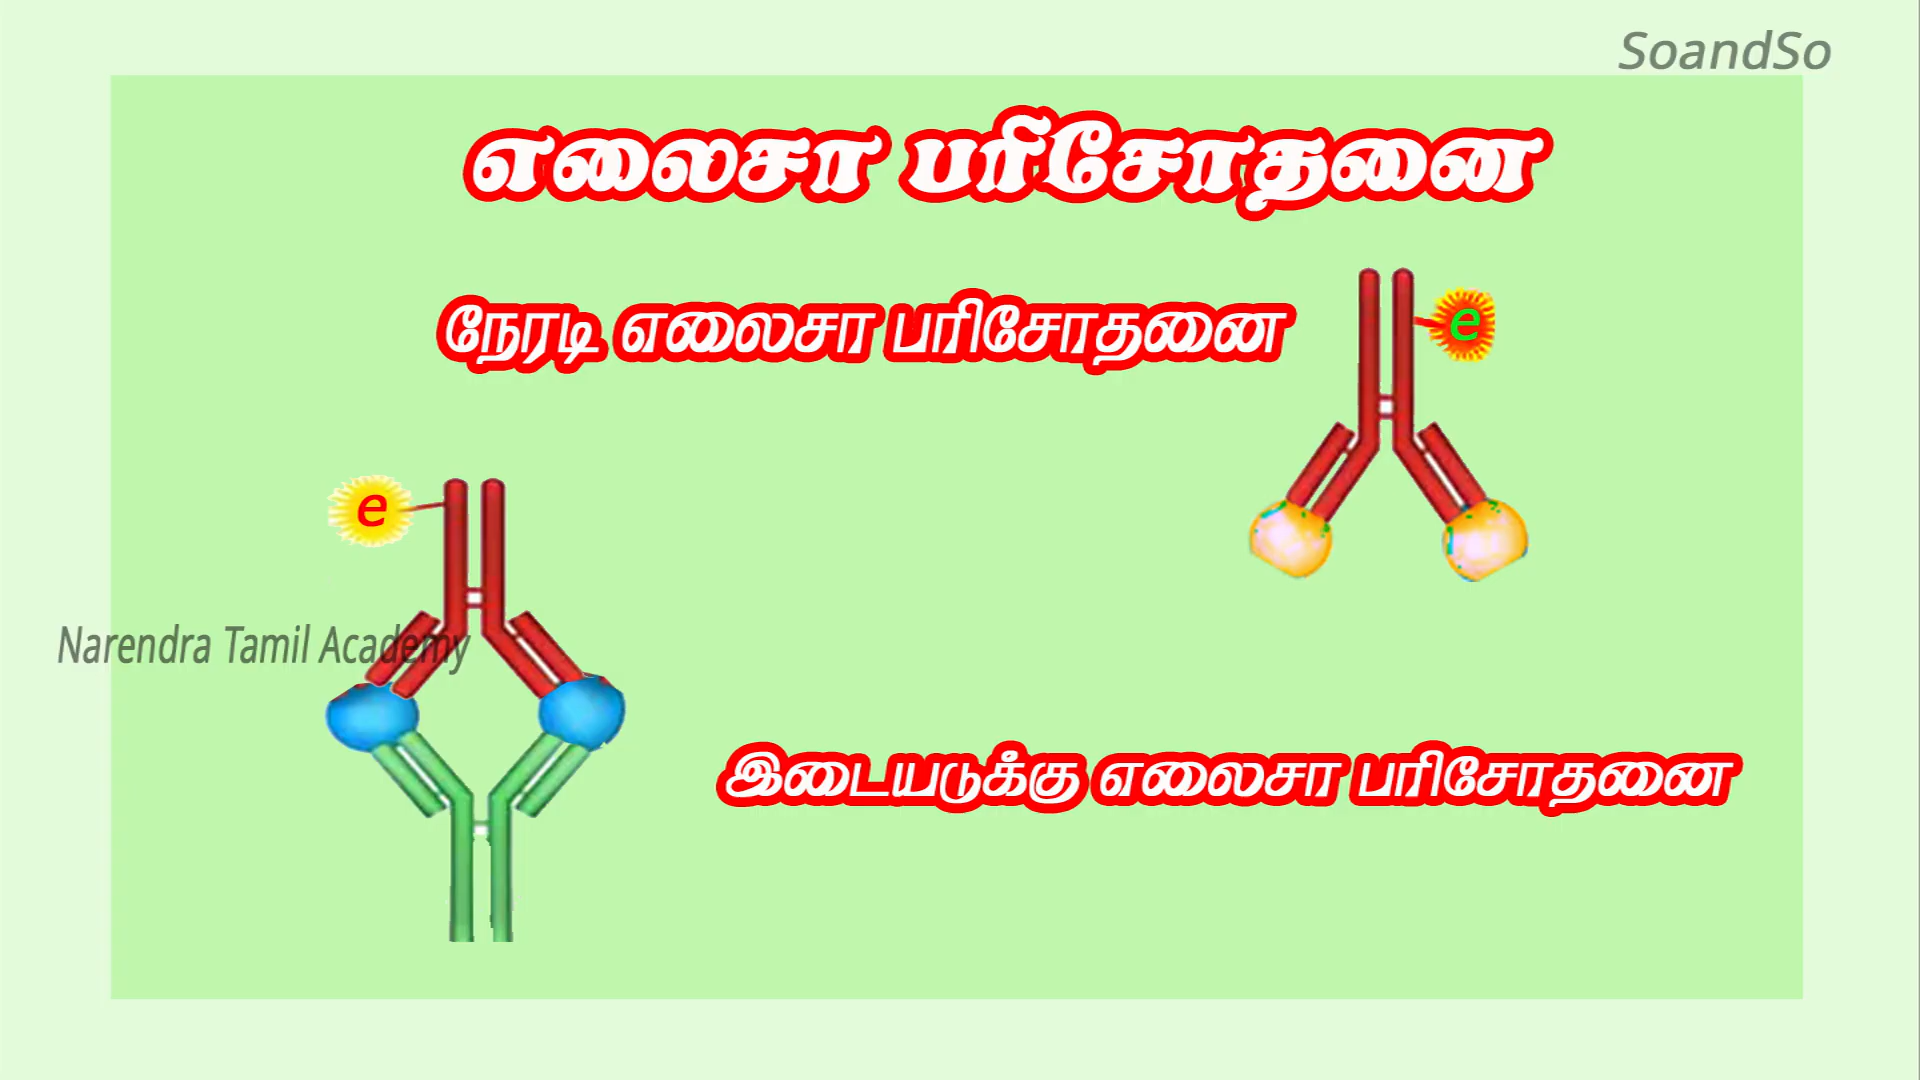 SoandSo
எலைசா பரிசோதனை
நேரடி எலைசா பரிசோதனை
e
e
Narendra Tamil Academy
இடையடுக்கு எலைசா பரிசோதனை